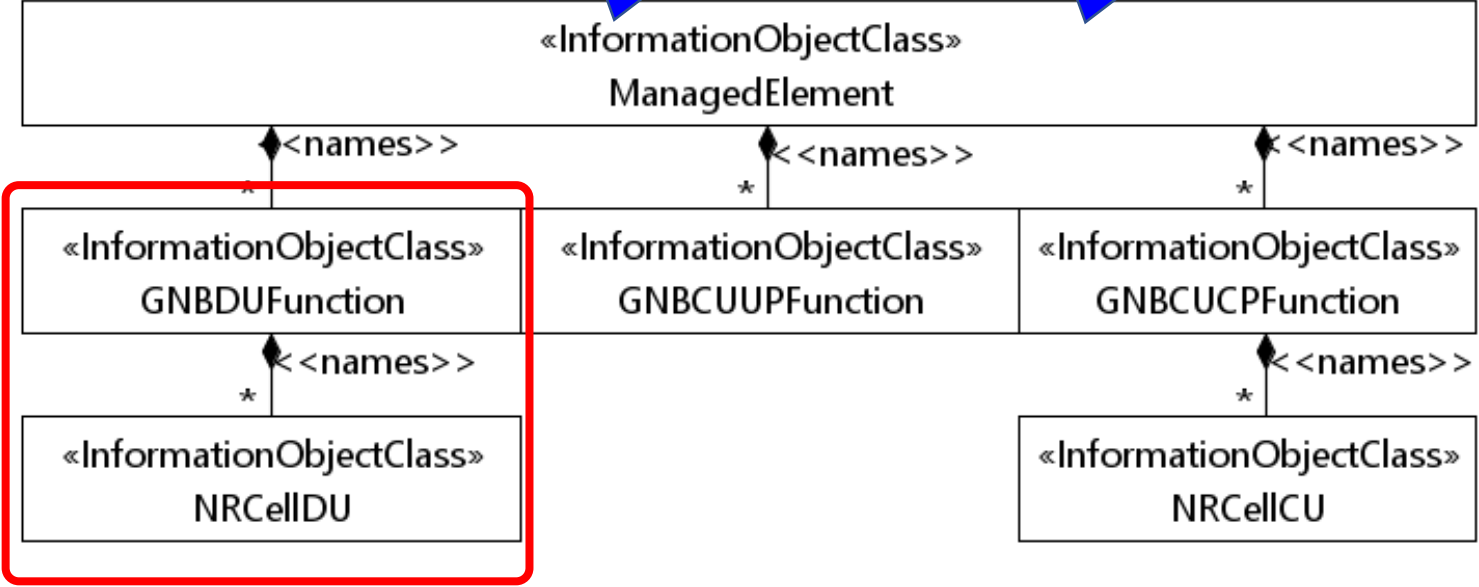 «InformationObjectClass»
ManagedElement
<<names>>
<<names>>
<<names>>
*
*
*
«InformationObjectClass»
GNBDUFunction
«InformationObjectClass»
GNBCUUPFunction
«InformationObjectClass»
GNBCUCPFunction
<<names>>
<<names>>
*
*
«InformationObjectClass»
NRCellDU
«InformationObjectClass»
NRCellCU